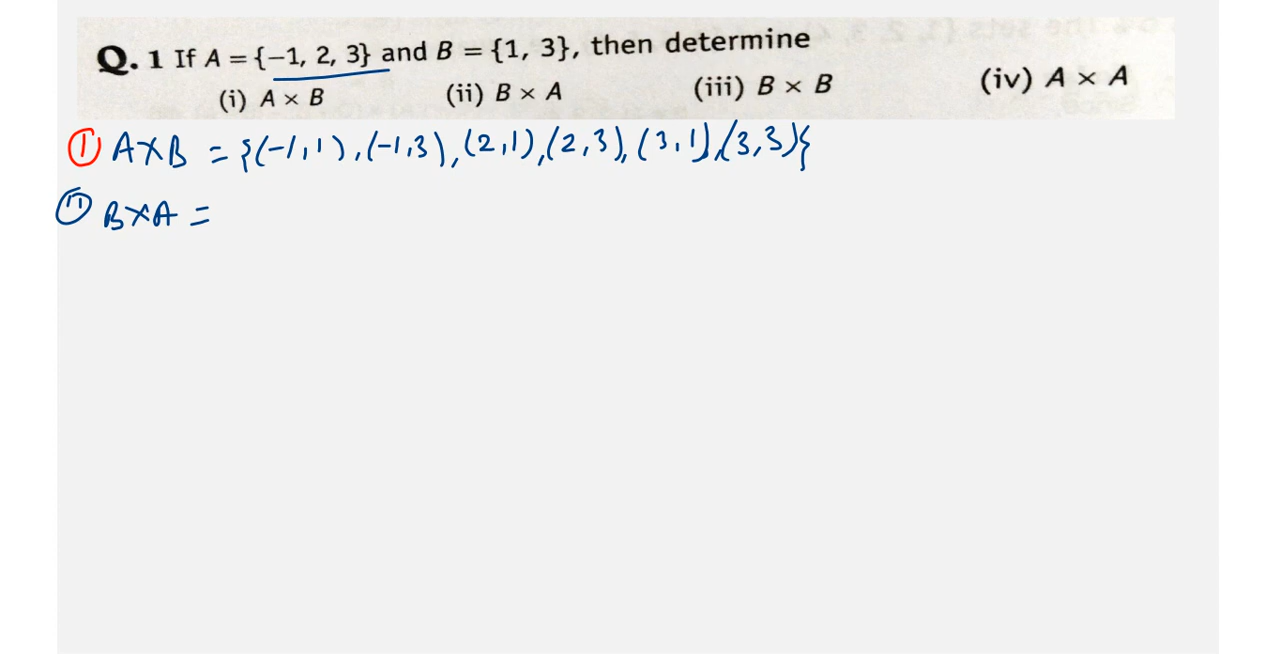 Q. 1 If A = {−1, 2, 3} and B = {1, 3}, then determine
(i) A × B (ii) B × A (iii) B × B (iv) A × A
① A×B = {(-1,1),(-1,3),(2,1),(2,3),(3,1),(3,3)}
ⅱ B×A =